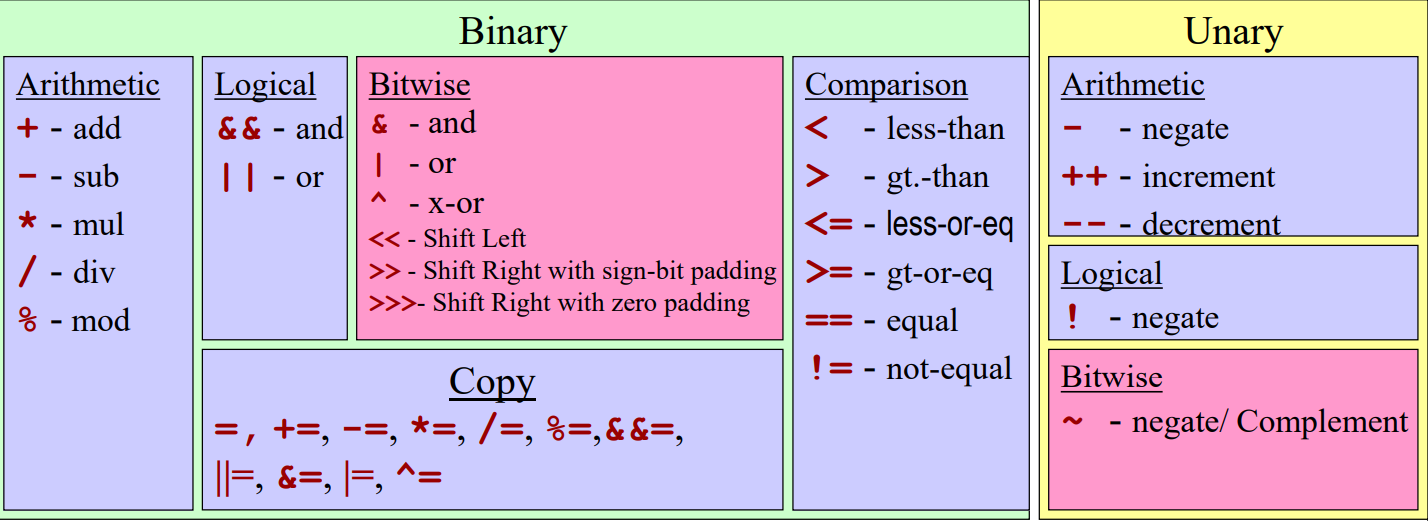 Binary
Arithmetic
+ - add
- - sub
* - mul
/ - div
% - mod
Logical
&& - and
|| - or
Bitwise
& - and
| - or
^ - x-or
<< - Shift Left
>> - Shift Right with sign-bit padding
>>>- Shift Right with zero padding
Copy
=, +=, -=, *=, /=, %=,&&=,
||=, &=, |=, ^=
Comparison
< - less-than
> - gt.-than
<= - less-or-eq
>= - gt-or-eq
== - equal
!= - not-equal
Unary
Arithmetic
- - negate
++ - increment
-- - decrement
Logical
! - negate
Bitwise
~ - negate/ Complement